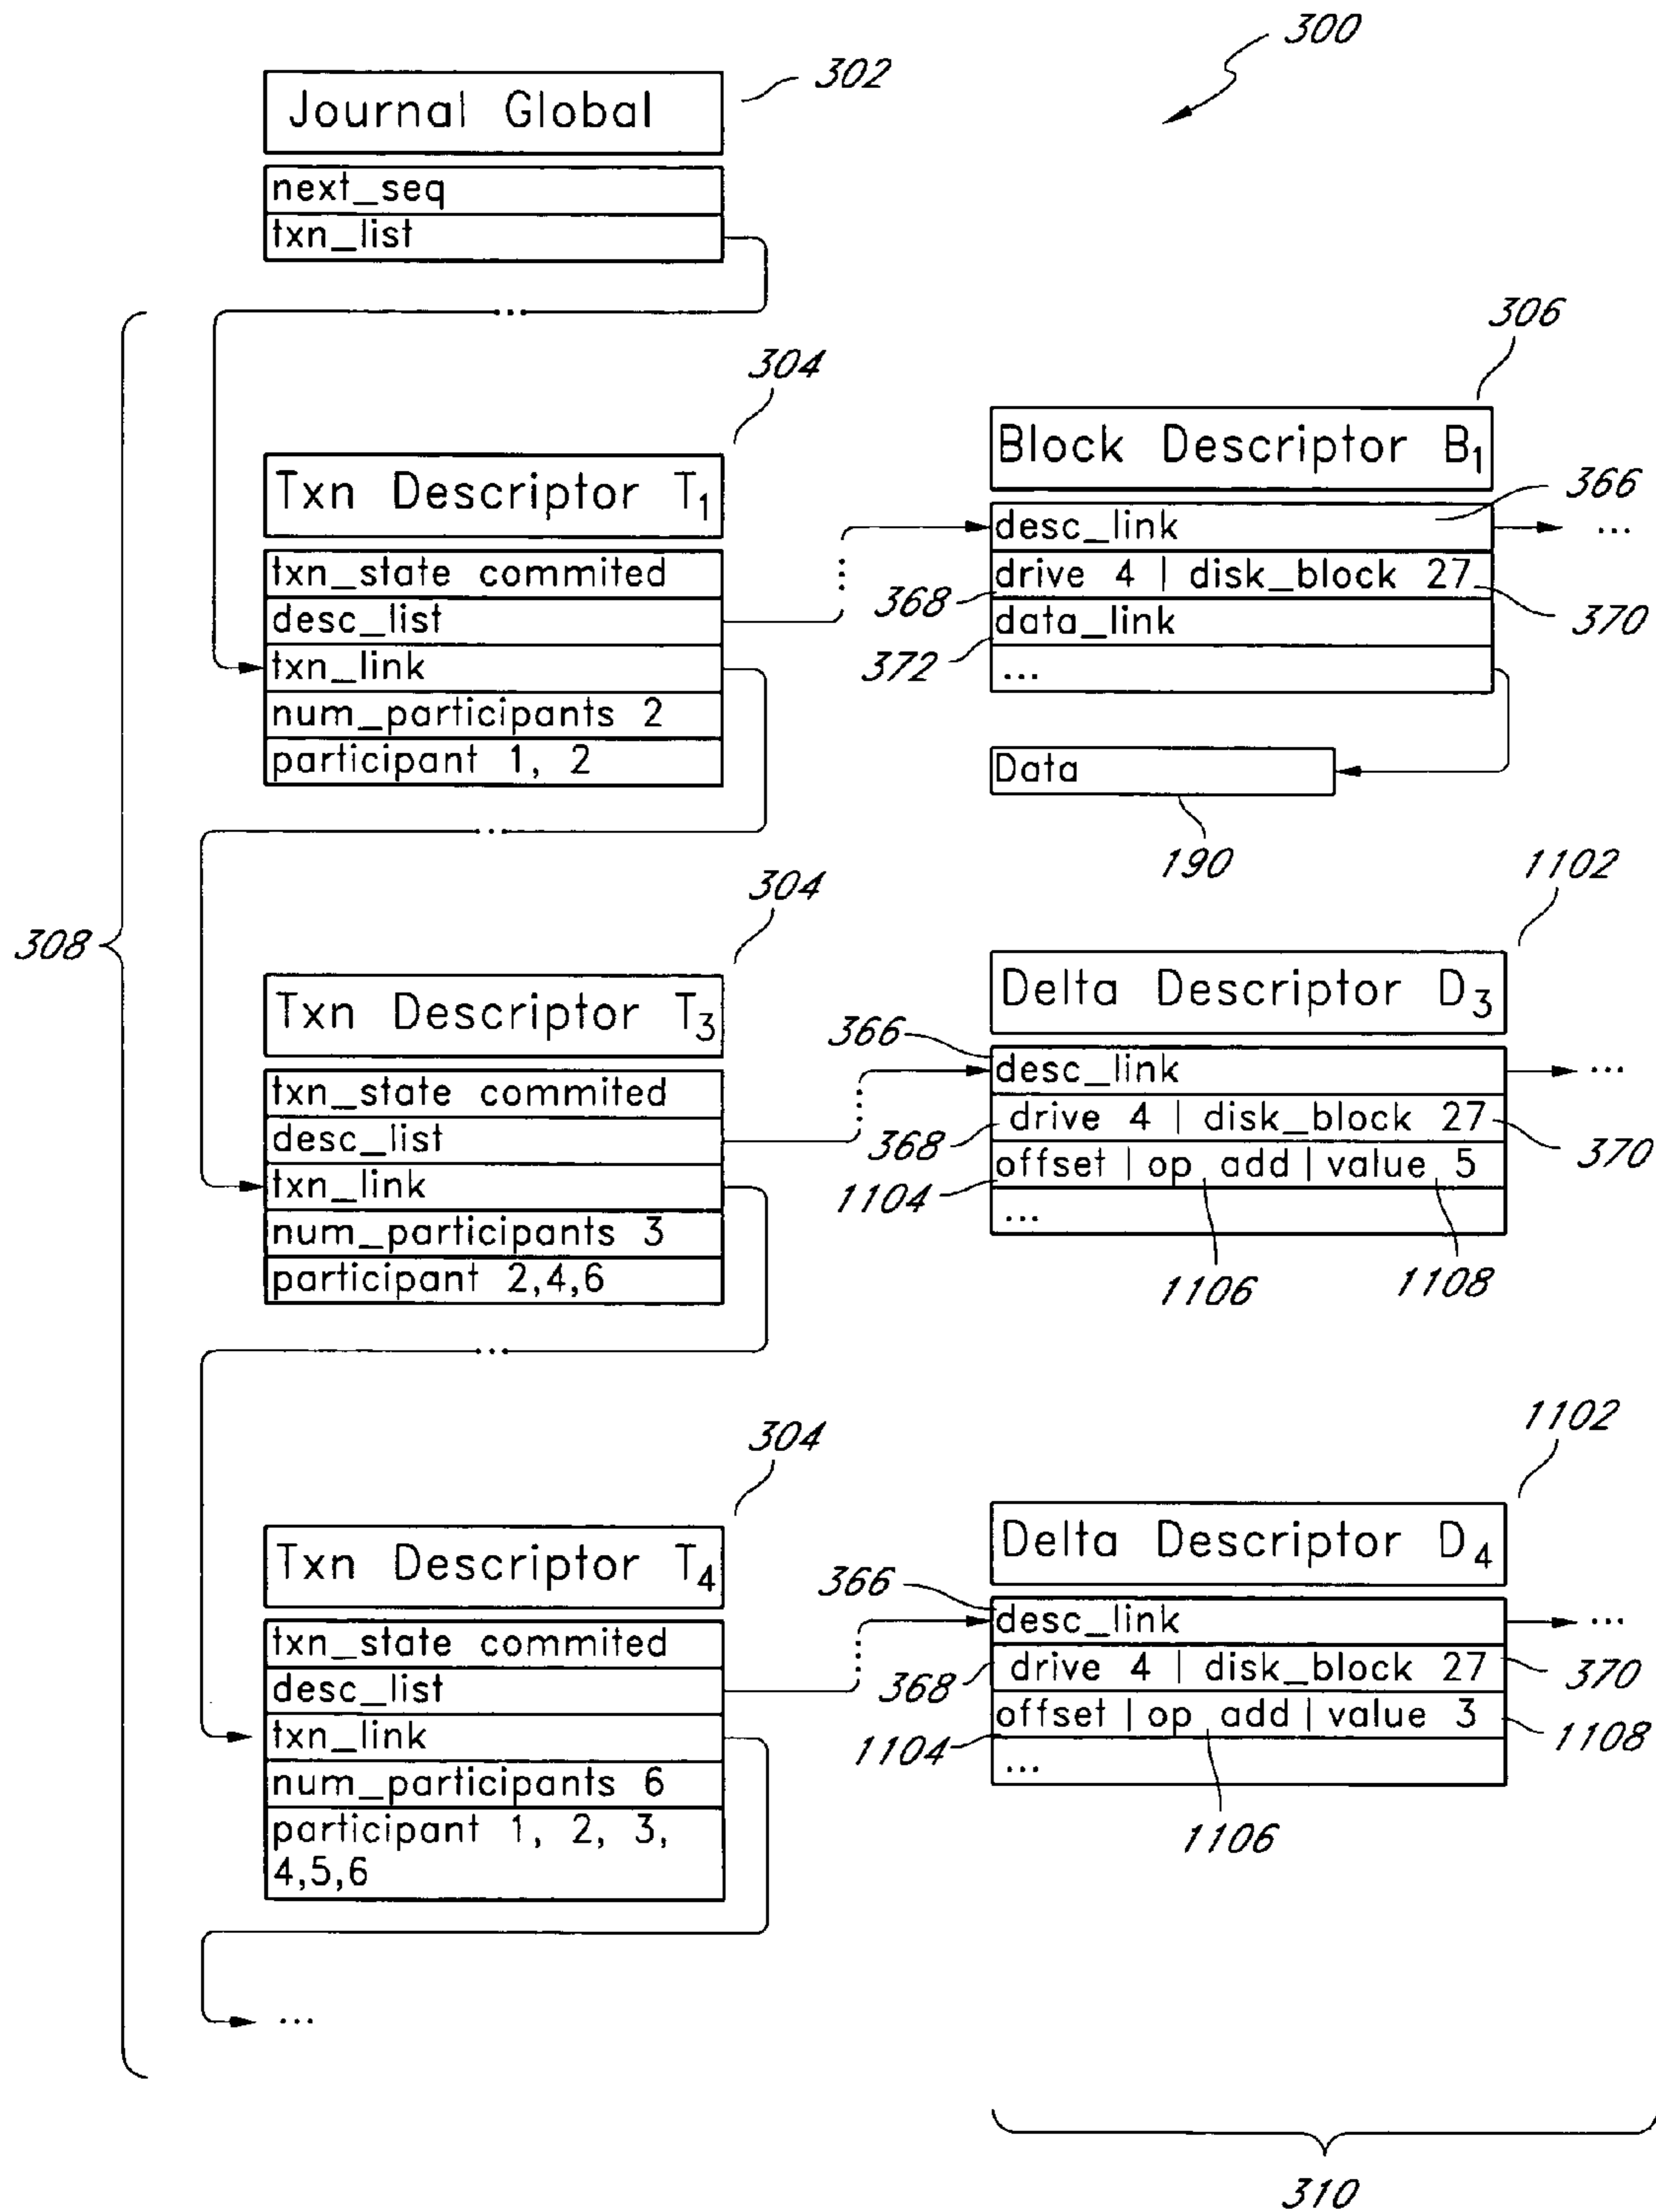 300
302
Journal Global
next_seq
txn_list
...
306
304
Block Descriptor B1
Txn Descriptor T1
366
desc_link
...
txn_state commited
drive 4 | disk_block 27
368
370
desc_list
data_link
txn_link
372
...
num_participants 2
participant 1, 2
Data
...
190
1102
304
308
Delta Descriptor D3
Txn Descriptor T3
366
desc_link
...
txn_state commited
drive 4 | disk_block 27
desc_list
368
370
offset | op add | value 5
txn_link
1104
...
num_participants 3
participant 2,4,6
1106
1108
...
1102
304
Delta Descriptor D4
Txn Descriptor T4
366
desc_link
...
txn_state commited
drive 4 | disk_block 27
370
desc_list
368
offset | op add | value 3
txn_link
1104
1108
...
num_participants 6
participant 1, 2, 3,
4,5,6
1106
...
310